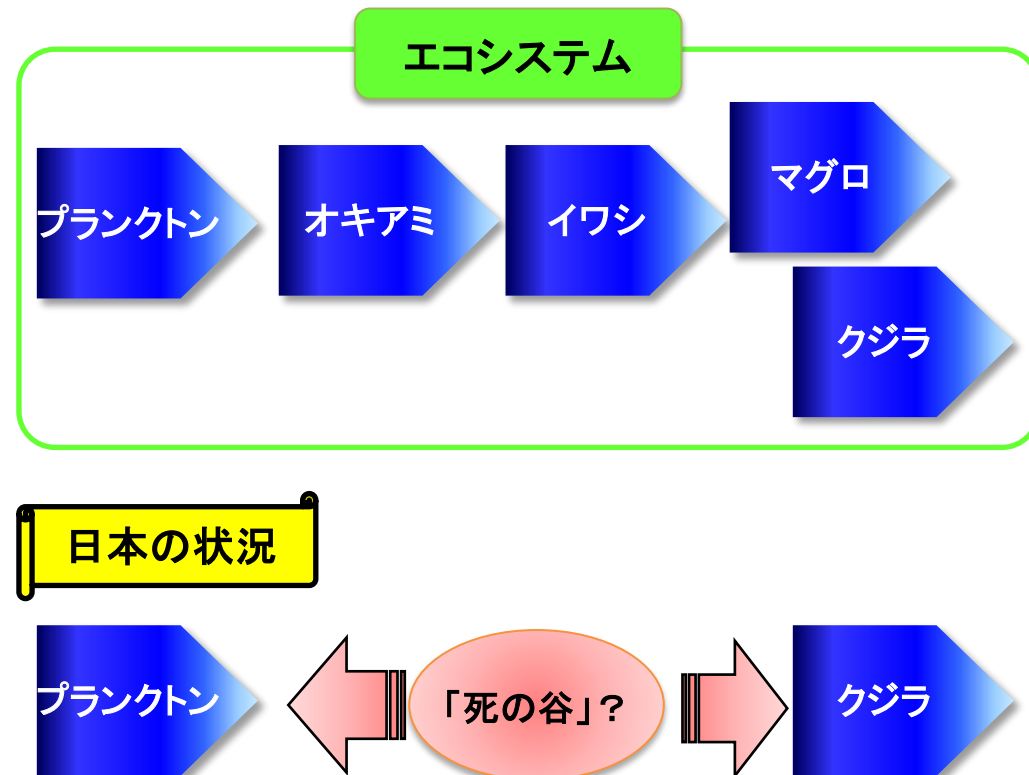 エコシステム
プランクトン
オキアミ
イワシ
マグロ
クジラ
日本の状況
プランクトン
「死の谷」？
クジラ